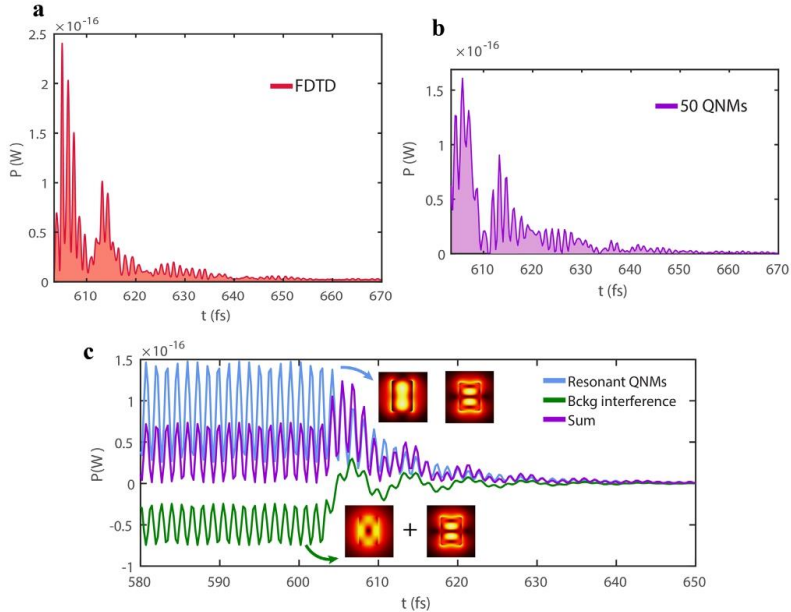 a
×10⁻¹⁶
2.5
2
1.5
1
0.5
0
P (W)
FDTD
610 620 630 640 650 660 670
t (fs)
b
×10⁻¹⁶
1.5
1
0.5
0
P (W)
50 QNMs
610 620 630 640 650 660 670
t (fs)
c
×10⁻¹⁶
1.5
1
0.5
0
-0.5
-1
P(W)
Resonant QNMs
Bckg interference
Sum
+
580 590 600 610 620 630 640 650
t (fs)